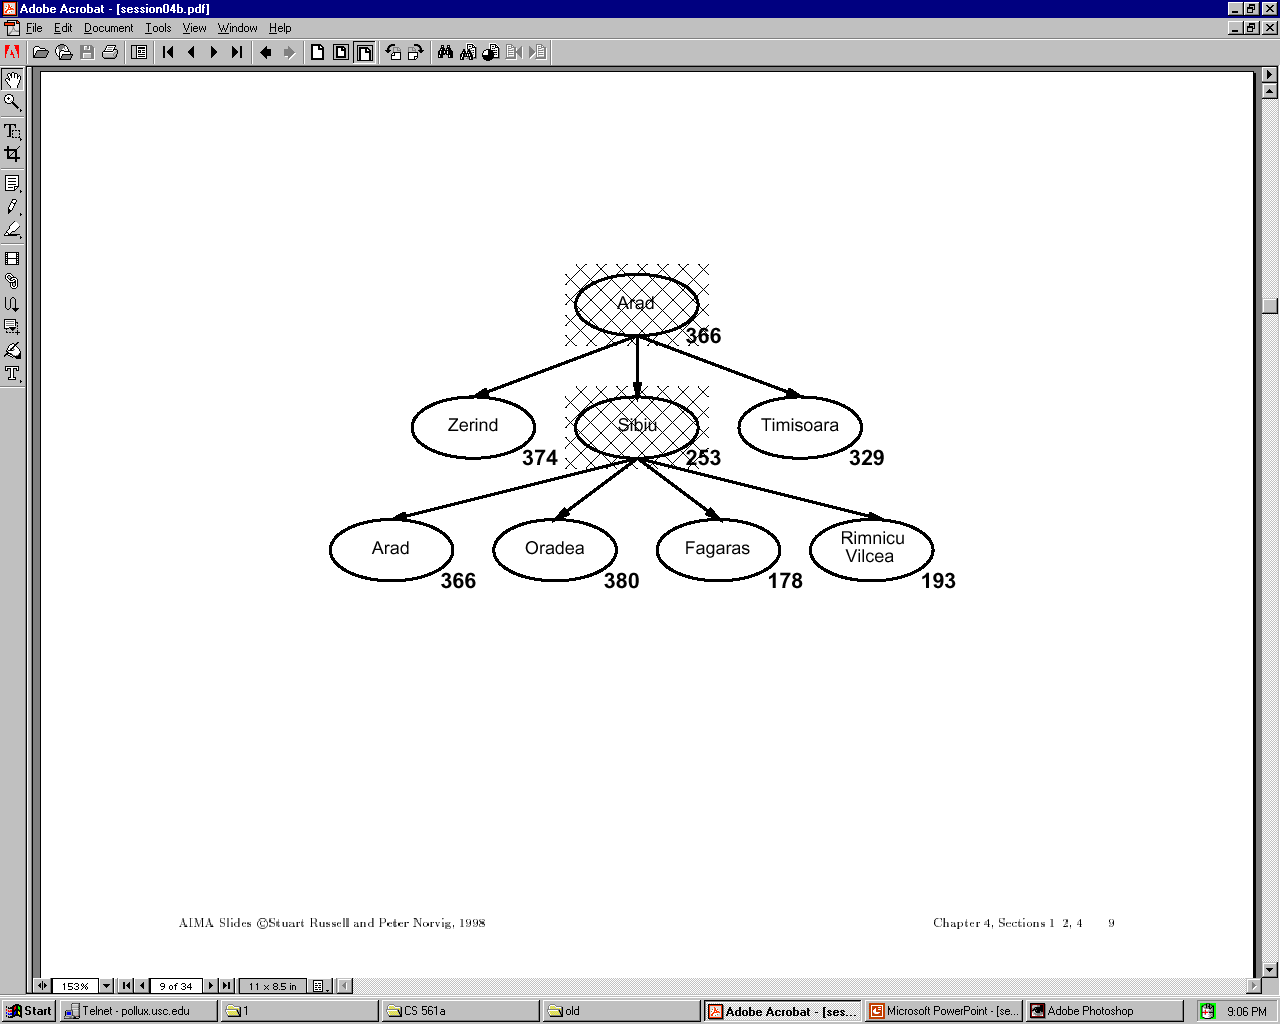 Adobe Acrobat - [session04b.pdf]
File Edit Document Tools View Window Help
Arad
366
Zerind
374
Sibiu
253
Timisoara
329
Arad
366
Oradea
380
Fagaras
178
Rimnicu
Vilcea
193
AIMA Slides ©Stuart Russell and Peter Norvig, 1998
Chapter 4, Sections 1 2, 4 9
153% 9 of 34 11 x 8.5 in
Start Telnet - pollux.usc.edu 1 CS 561a old Adobe Acrobat - [ses... Microsoft PowerPoint - [se... Adobe Photoshop 9:06 PM